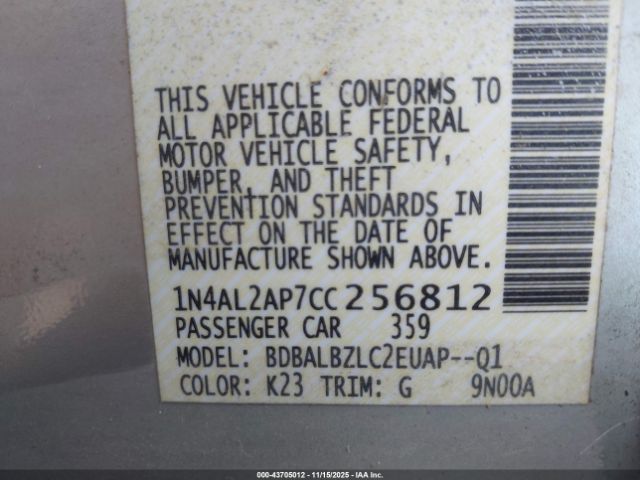 THIS VEHICLE CONFORMS TO
ALL APPLICABLE FEDERAL
MOTOR VEHICLE SAFETY,
BUMPER, AND THEFT
PREVENTION STANDARDS IN
EFFECT ON THE DATE OF
MANUFACTURE SHOWN ABOVE.
1N4AL2AP7CC256812
PASSENGER CAR 359
MODEL: BDBALBZLC2EUAP--Q1
COLOR: K23 TRIM: G 9N00A
000-43705012 - 11/15/2025 - IAAI.COM